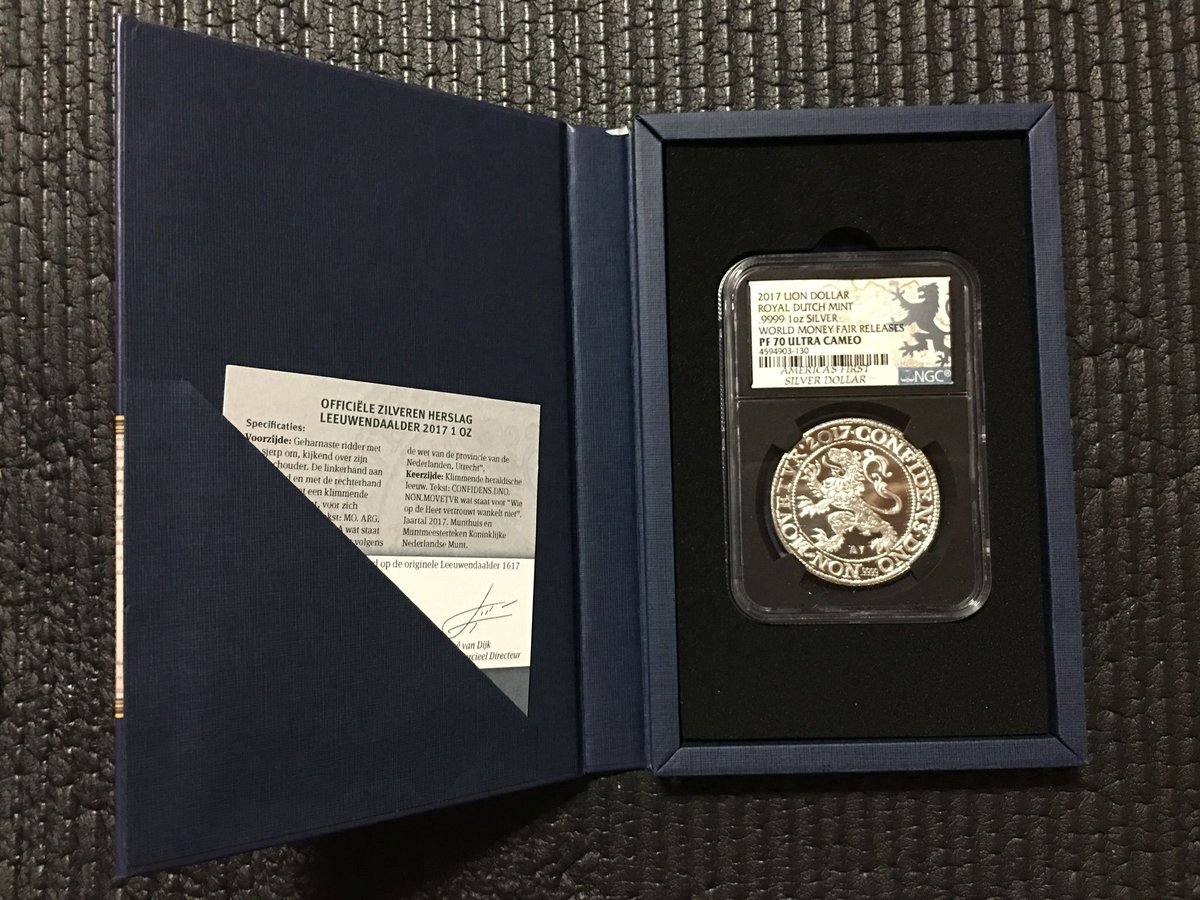 OFFICIËLE ZILVEREN HERSLAG
LEEUWENDAALDER 2017 1 OZ
Specificaties:
Voorzijde: Geharnaste ridder met
sjerp om, kijkend over zijn
schouder. De linkerhand aan
en met de rechterhand
een klimmende
voor zich
MO. ARG.
A wat staat
volgens
de wet van de provincie van de
Nederlanden, Utrecht",
Keerzijde: Klimmende heraldische
leeuw. Tekst: CONFIDENS.DNO.
NON.MOVETVR wat staat voor "Wie
op de Heer vertrouwt wankelt niet".
Jaartal 2017. Munthuis en
Muntmeesterteken Koninklijke
Nederlandse Munt.
op de originele Leeuwendaalder 1617
van Dijk
rcieel Directeur
2017 LION DOLLAR
ROYAL DUTCH MINT
.9999 1oz SILVER
WORLD MONEY FAIR RELEASES
PF 70 ULTRA CAMEO
4594903-130
AMERICA'S FIRST
SILVER DOLLAR
NGC®
2017·CONFIDENS·DNO·NON·MOVETVR·
.9999